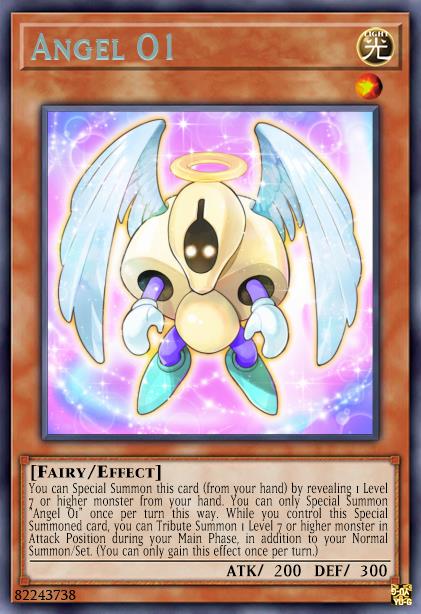 ANGEL O1
LIGHT
光
[FAIRY/EFFECT]
You can Special Summon this card (from your hand) by revealing 1 Level
7 or higher monster from your hand. You can only Special Summon
"Angel O1" once per turn this way. While you control this Special
Summoned card, you can Tribute Summon 1 Level 7 or higher monster in
Attack Position during your Main Phase, in addition to your Normal
Summon/Set. (You can only gain this effect once per turn.)
ATK/ 200 DEF/ 300
82243738